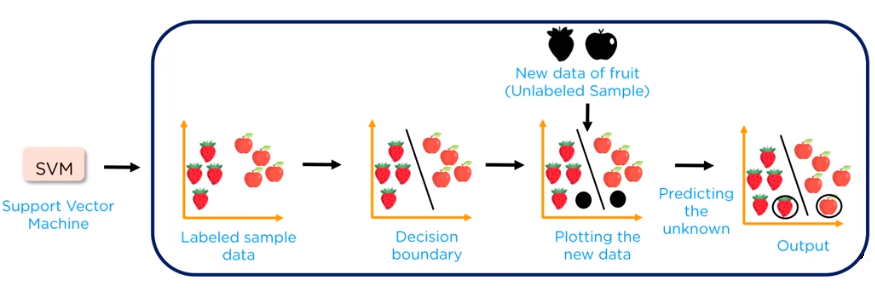 New data of fruit
(Unlabeled Sample)
SVM
Support Vector
Machine
Labeled sample
data
Decision
boundary
Plotting the
new data
Predicting
the
unknown
Output